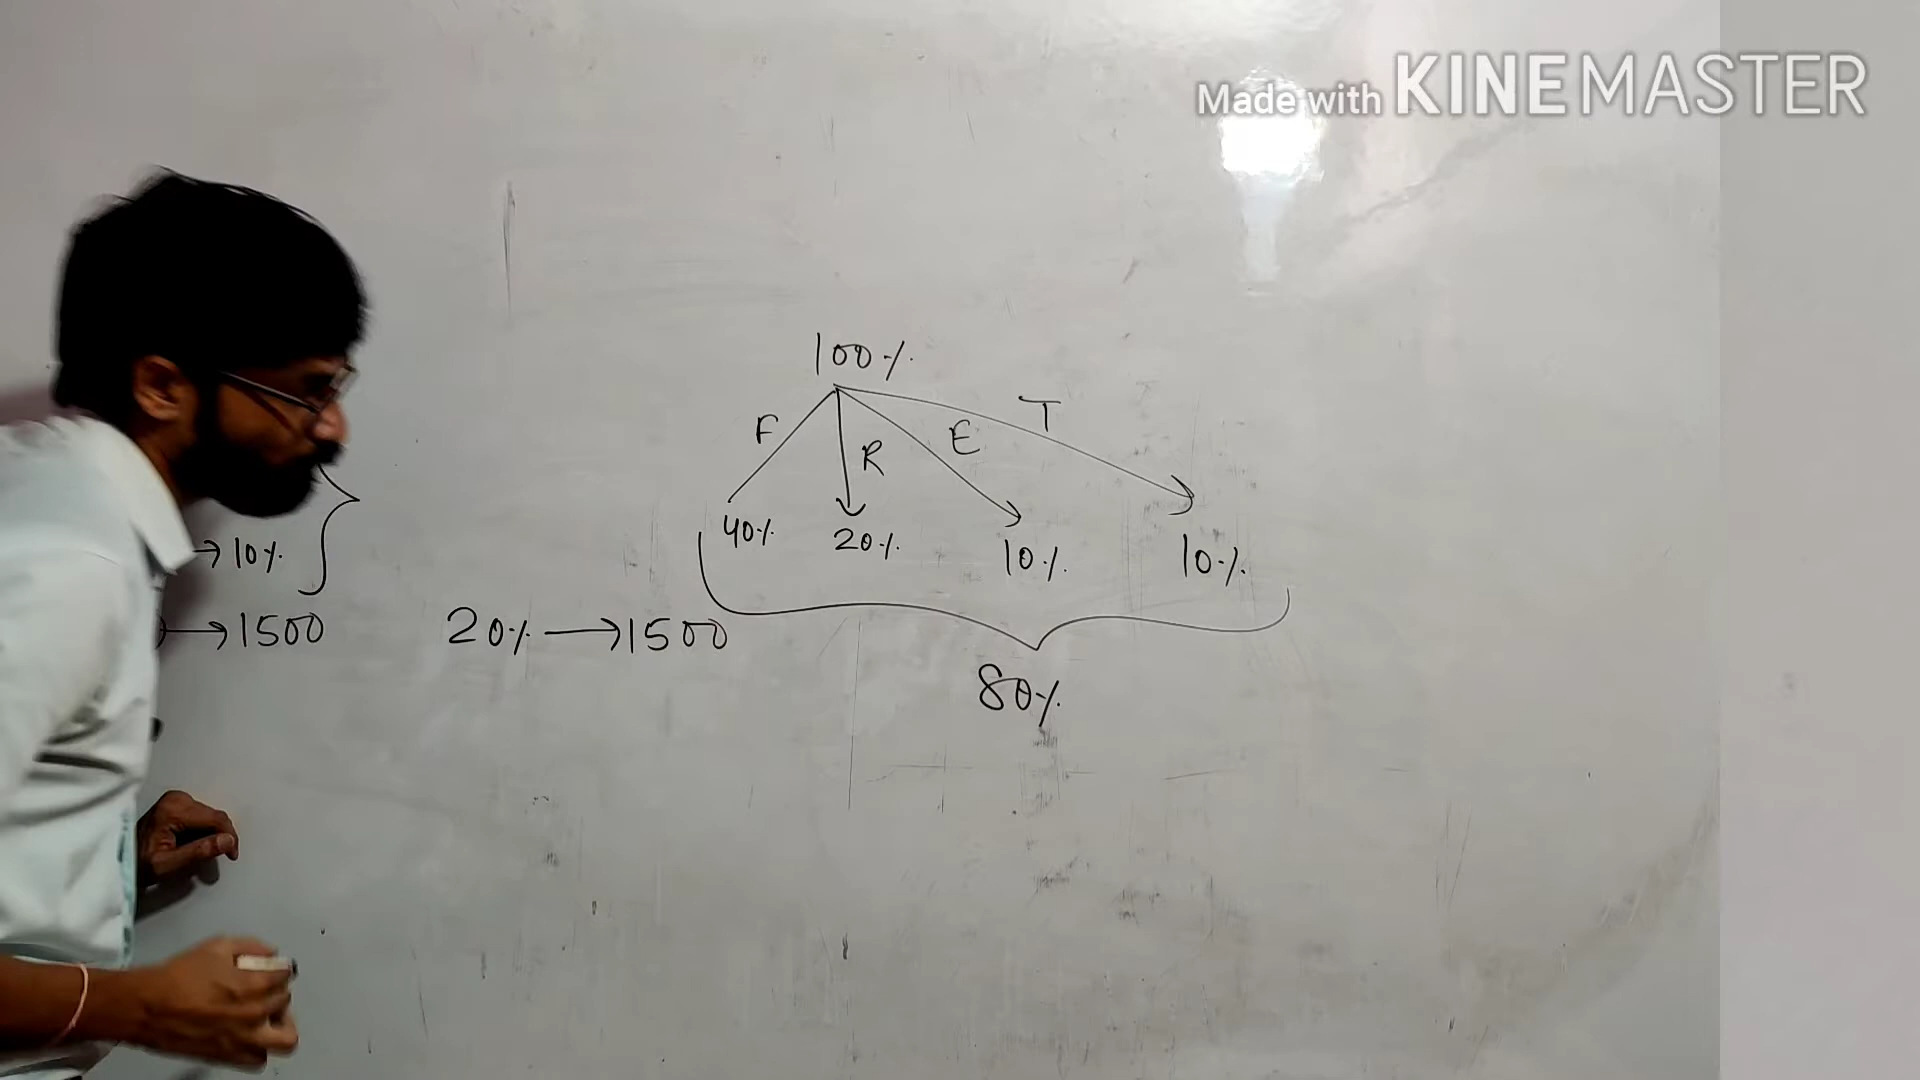 Made with KINEMASTER
100%
F R E T
40% 20% 10% 10%
→ 10%
→ 1500 20% → 1500
80%